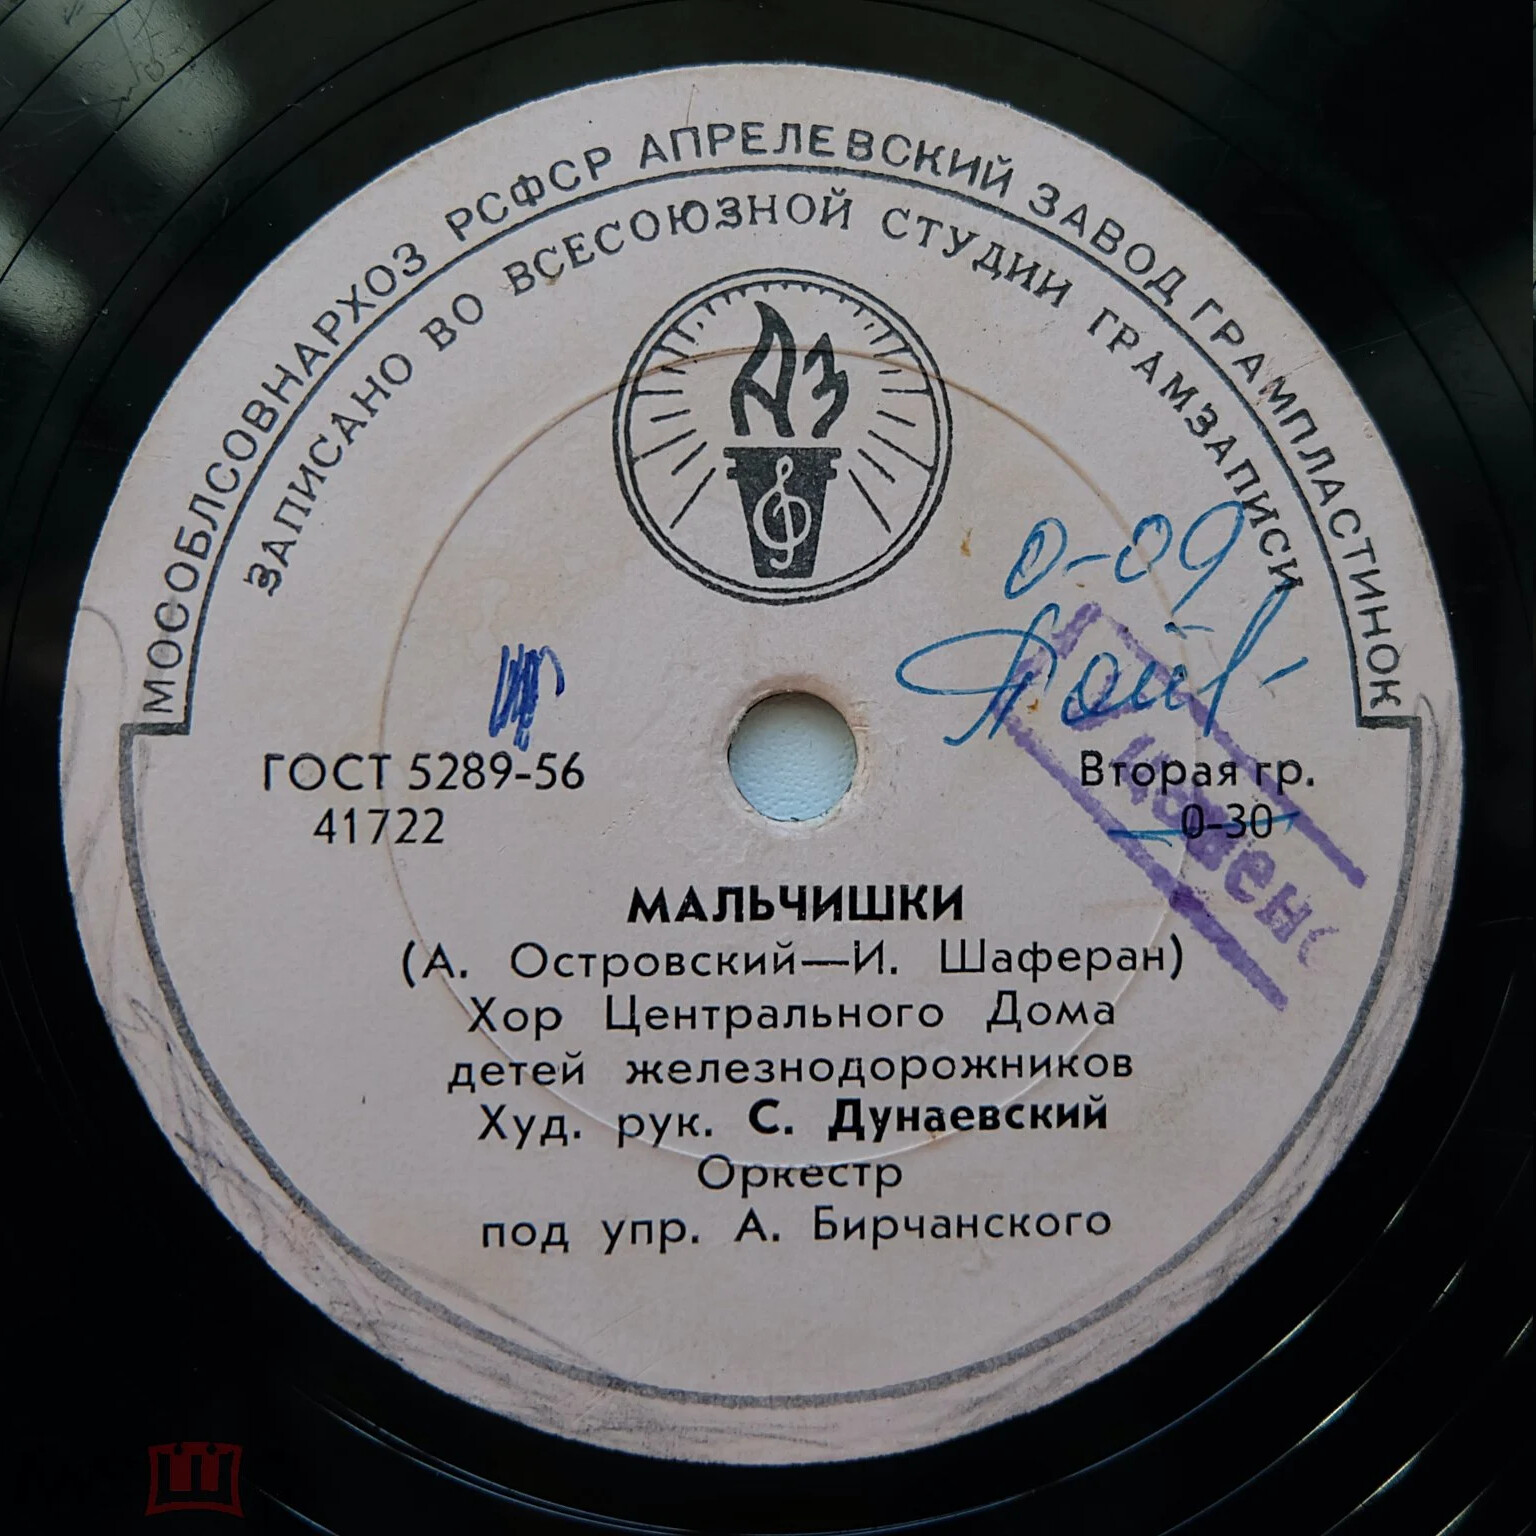 МОСОБЛСОВНАРХОЗ РСФСР АПРЕЛЕВСКИЙ ЗАВОД ГРАМПЛАСТИНОК
ЗАПИСАНО ВО ВСЕСОЮЗНОЙ СТУДИИ ГРАМЗАПИСИ
АЗ
0-09
ГОСТ 5289-56
Вторая гр.
41722
0-30
МАЛЬЧИШКИ
(А. Островский—И. Шаферан)
Хор Центрального Дома
детей железнодорожников
Худ. рук. С. Дунаевский
Оркестр
под упр. А. Бирчанского